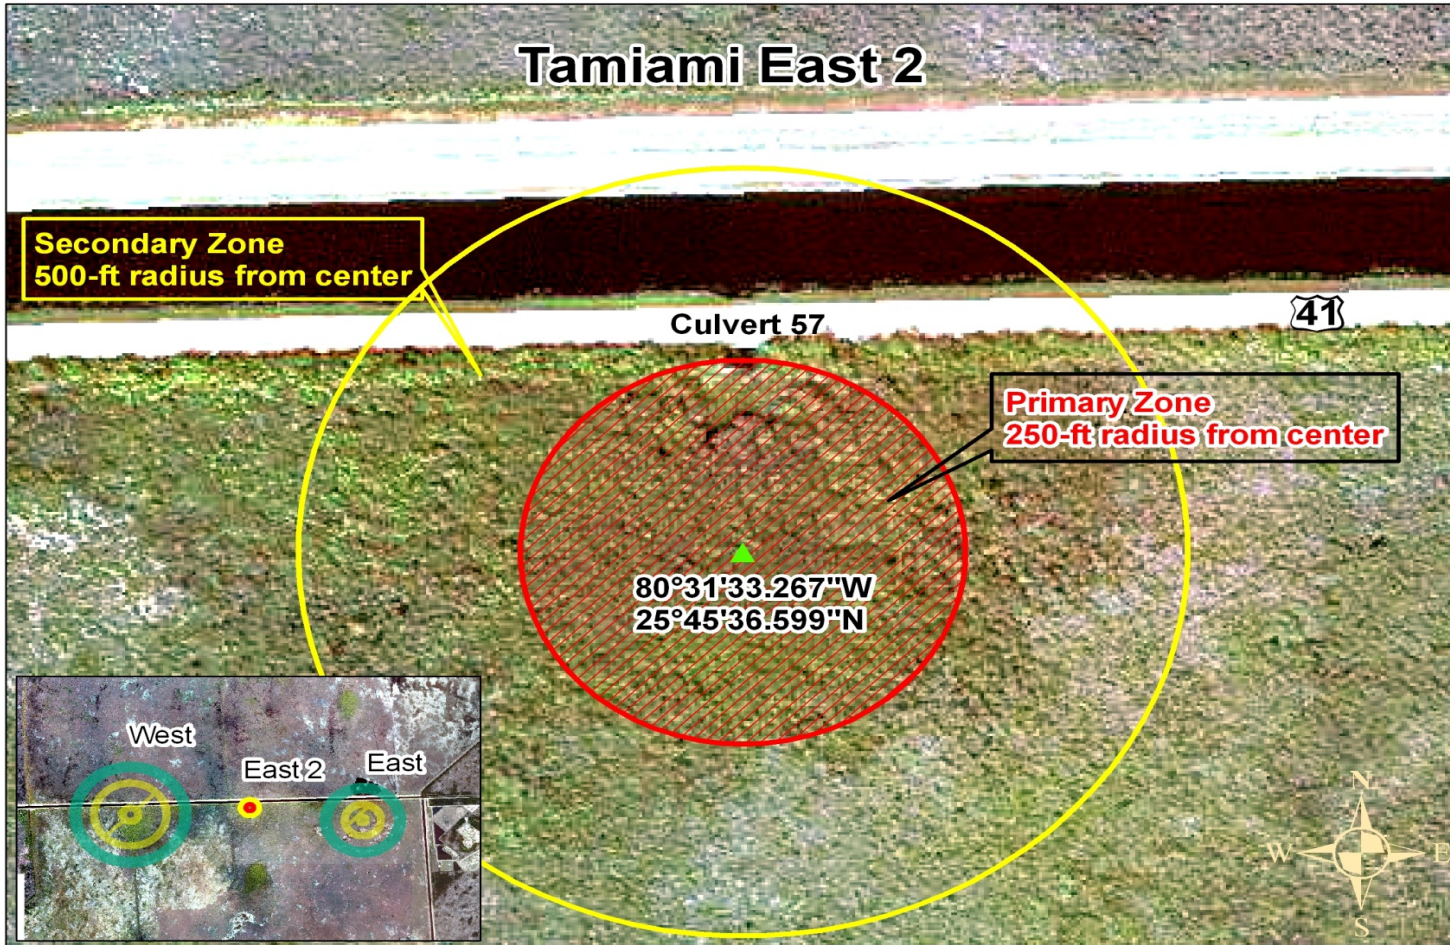 Tamiami East 2
Secondary Zone
500-ft radius from center
Culvert 57
41
Primary Zone
250-ft radius from center
80°31'33.267"W
25°45'36.599"N
West
East 2
East
N
W
E
S